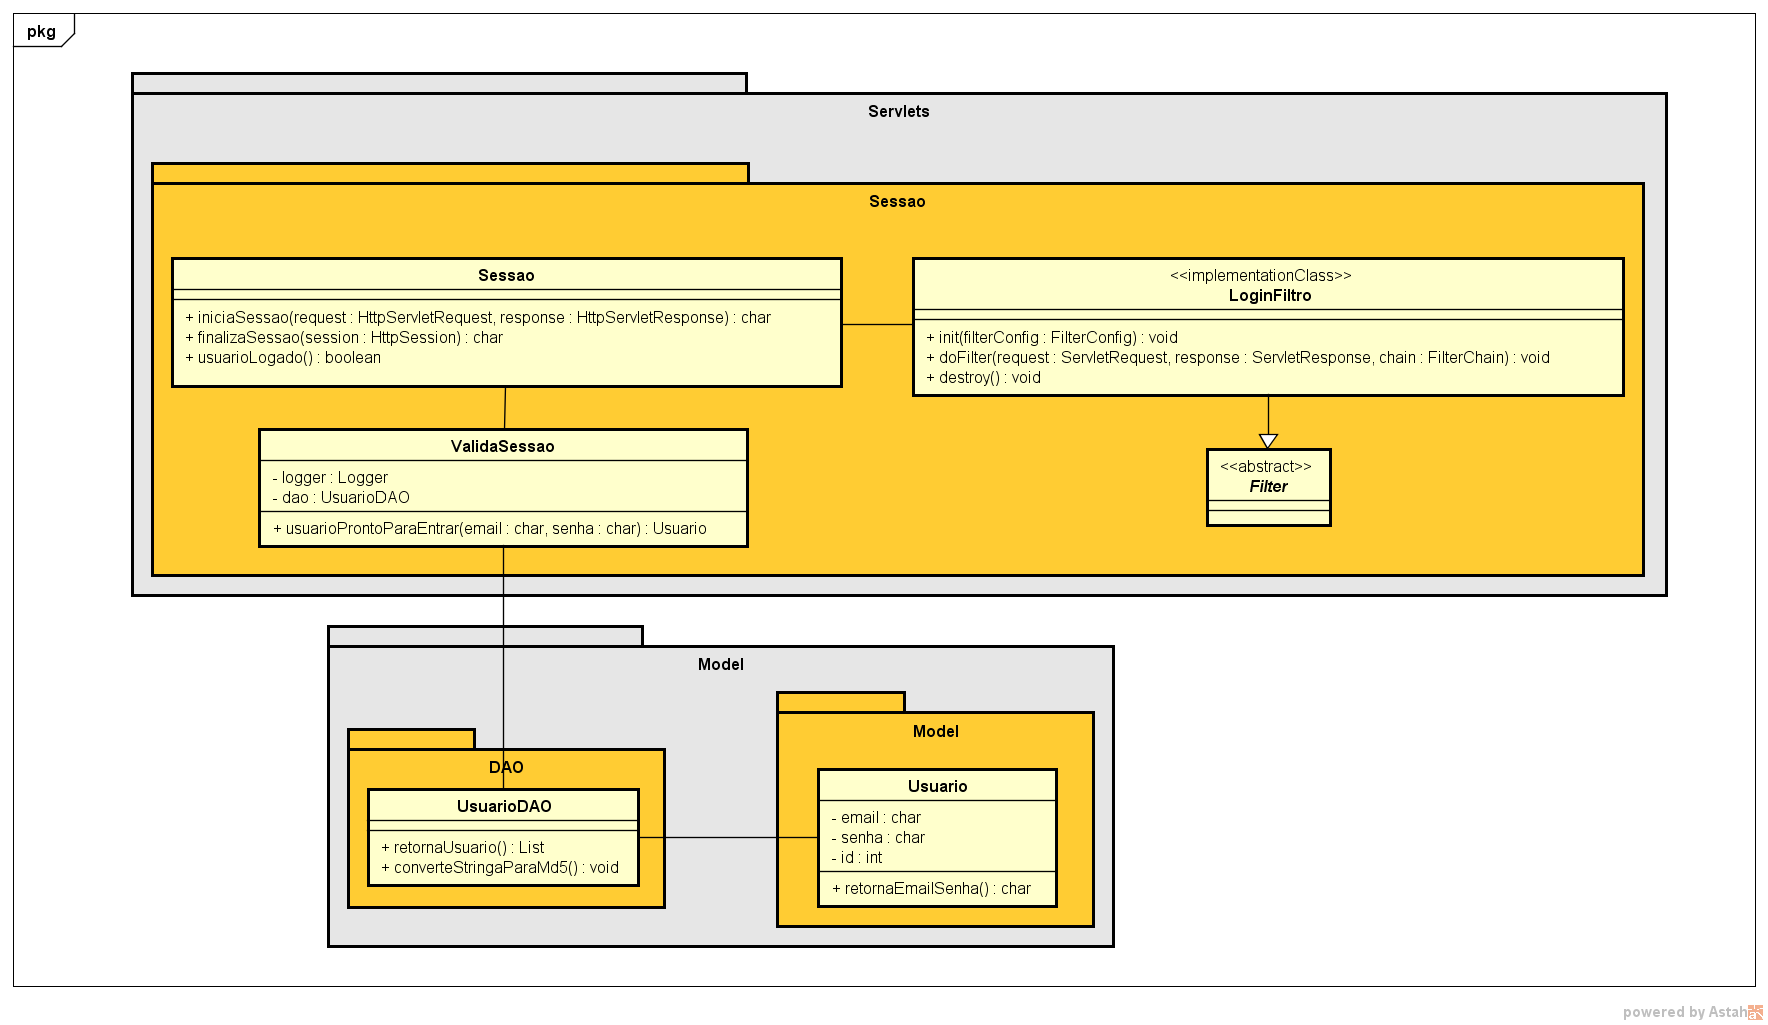 pkg
Servlets
Sessao
Sessao
+ iniciaSessao(request : HttpServletRequest, response : HttpServletResponse) : char
+ finalizaSessao(session : HttpSession) : char
+ usuarioLogado() : boolean
<<implementationClass>>
LoginFiltro
+ init(filterConfig : FilterConfig) : void
+ doFilter(request : ServletRequest, response : ServletResponse, chain : FilterChain) : void
+ destroy() : void
ValidaSessao
- logger : Logger
- dao : UsuarioDAO
+ usuarioProntoParaEntrar(email : char, senha : char) : Usuario
<<abstract>>
Filter
Model
DAO
UsuarioDAO
+ retornaUsuario() : List
+ converteStringaParaMd5() : void
Model
Usuario
- email : char
- senha : char
- id : int
+ retornaEmailSenha() : char
powered by Astah